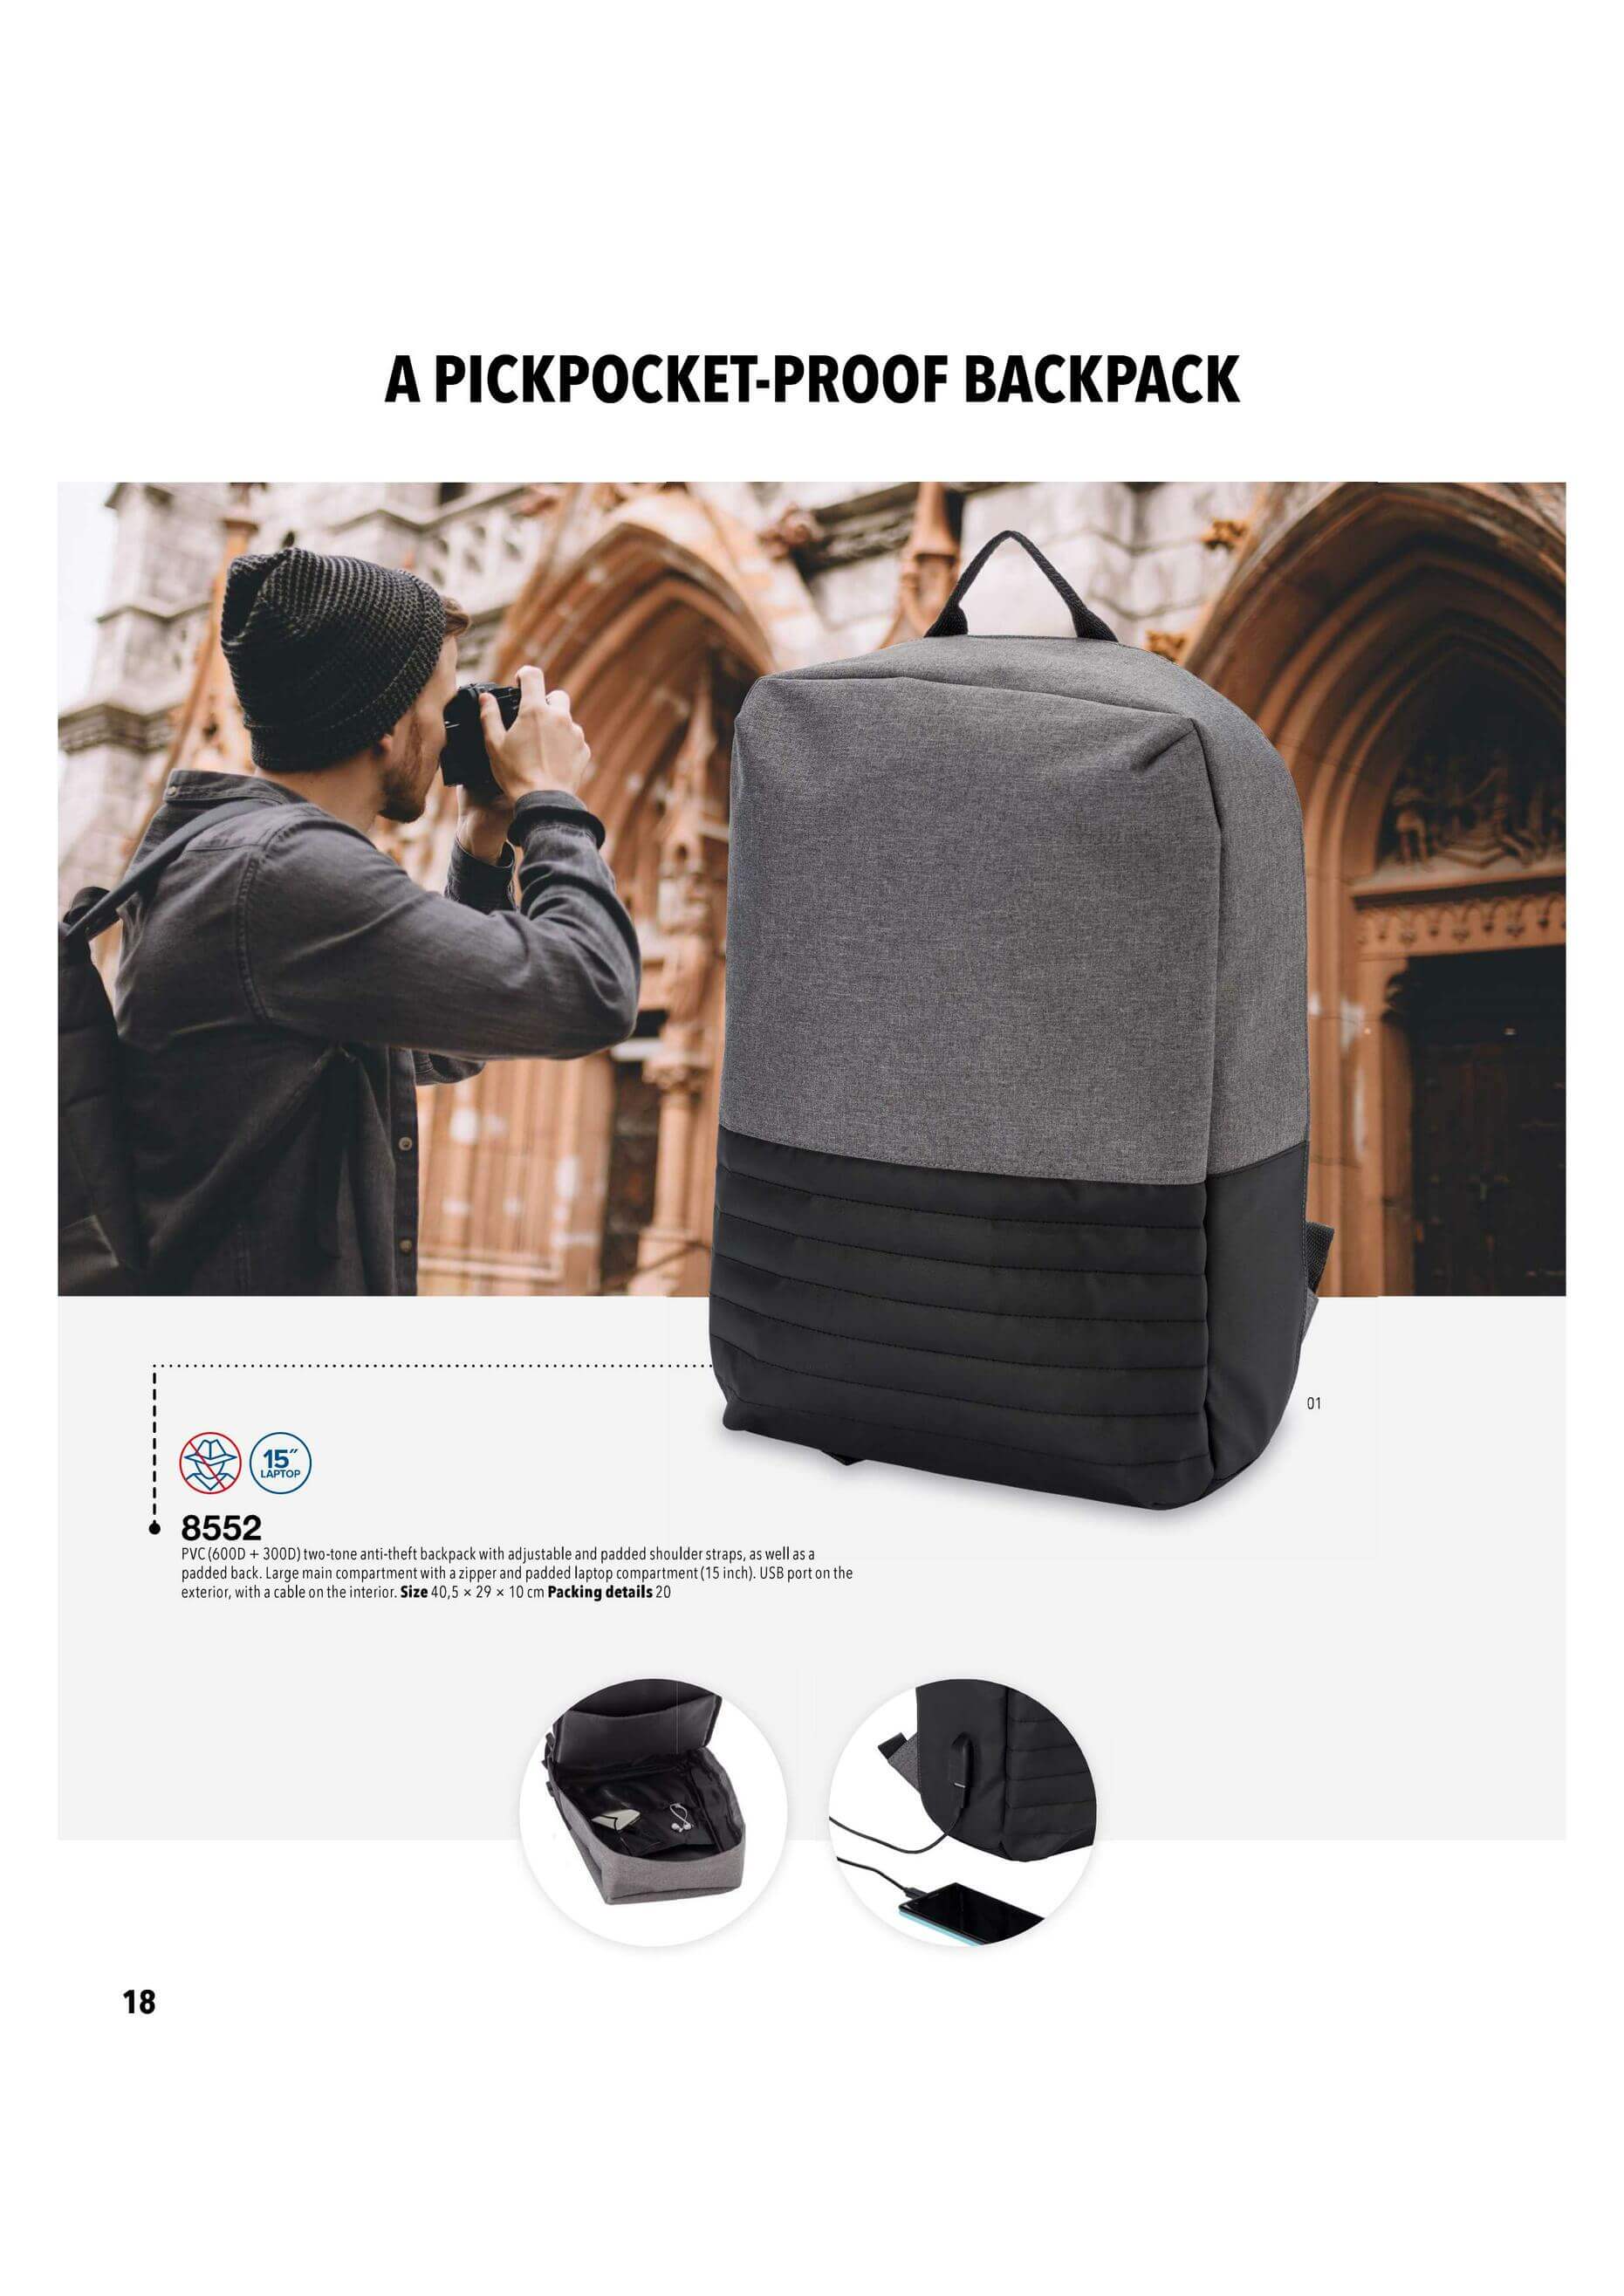 A PICKPOCKET-PROOF BACKPACK
01
15″
LAPTOP
8552
PVC (600D + 300D) two-tone anti-theft backpack with adjustable and padded shoulder straps, as well as a
padded back. Large main compartment with a zipper and padded laptop compartment (15 inch). USB port on the
exterior, with a cable on the interior. Size 40,5 × 29 × 10 cm Packing details 20
18